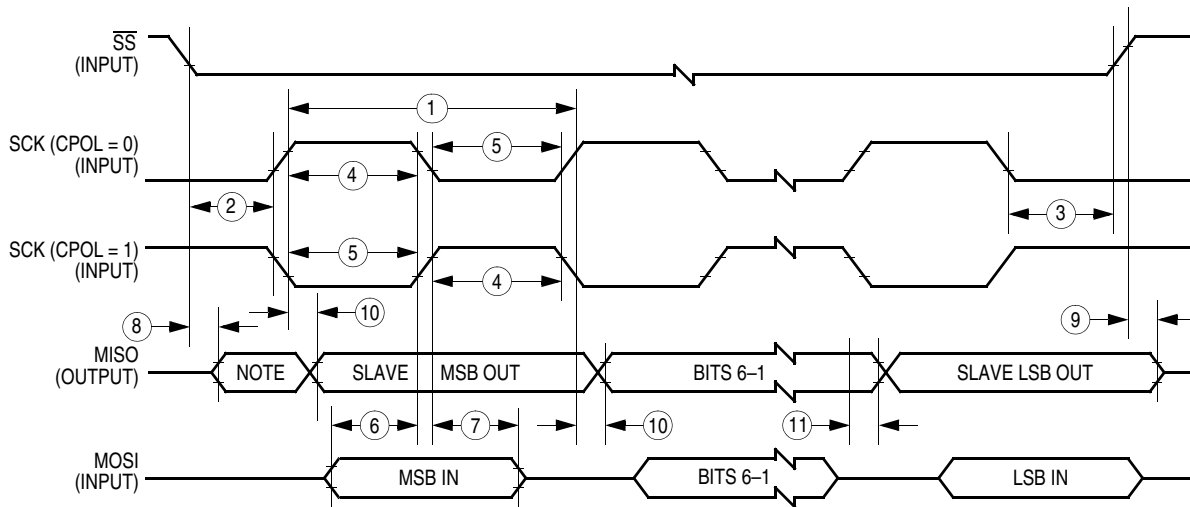 SS
(INPUT)
1
SCK (CPOL = 0)
(INPUT)
5
4
2
3
SCK (CPOL = 1)
(INPUT)
5
4
8
10
9
MISO
(OUTPUT)
NOTE
SLAVE MSB OUT
BITS 6–1
SLAVE LSB OUT
6
7
10
11
MOSI
(INPUT)
MSB IN
BITS 6–1
LSB IN